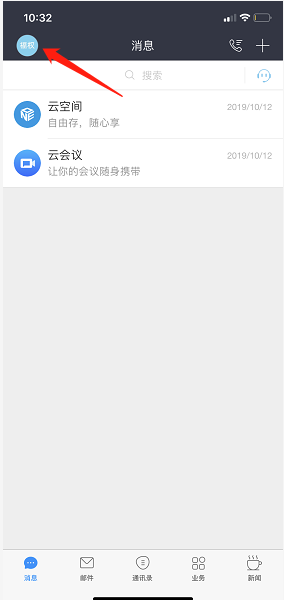 10:32
消息
搜索
云空间
2019/10/12
自由存，随心享
云会议
2019/10/12
让你的会议随身携带
消息 邮件 通讯录 业务 新闻